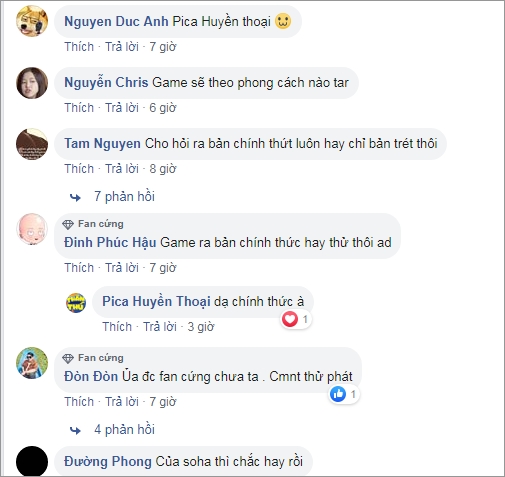 Nguyen Duc Anh Pica Huyền thoại
Thích · Trả lời · 7 giờ
Nguyễn Chris Game sẽ theo phong cách nào tar
Thích · Trả lời · 6 giờ
Tam Nguyen Cho hỏi ra bản chính thứt luôn hay chỉ bản trét thôi
Thích · Trả lời · 8 giờ
7 phản hồi
Fan cứng
Đinh Phúc Hậu Game ra bản chính thức hay thử thôi ad
Thích · Trả lời · 7 giờ
Pica Huyền Thoại dạ chính thức à
1
Thích · Trả lời · 3 giờ
Fan cứng
Đòn Đòn Ủa đc fan cứng chưa ta . Cmnt thử phát
1
Thích · Trả lời · 7 giờ
4 phản hồi
Đường Phong Của soha thì chắc hay rồi